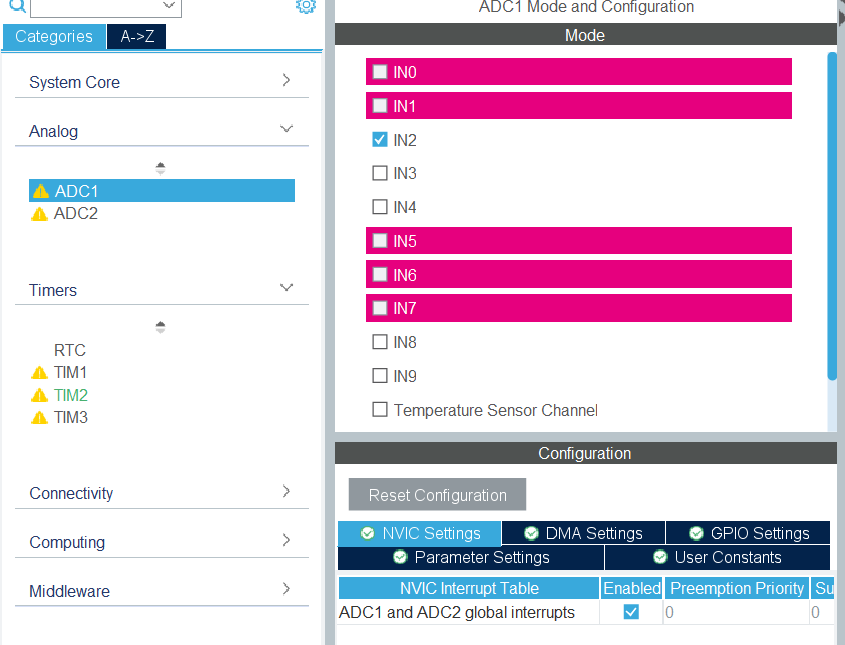 Categories
A->Z
System Core
Analog
ADC1
ADC2
Timers
RTC
TIM1
TIM2
TIM3
Connectivity
Computing
Middleware
ADC1 Mode and Configuration
Mode
IN0
IN1
IN2
IN3
IN4
IN5
IN6
IN7
IN8
IN9
Temperature Sensor Channel
Configuration
Reset Configuration
NVIC Settings DMA Settings GPIO Settings
Parameter Settings User Constants
NVIC Interrupt Table Enabled Preemption Priority Su
ADC1 and ADC2 global interrupts 0 0